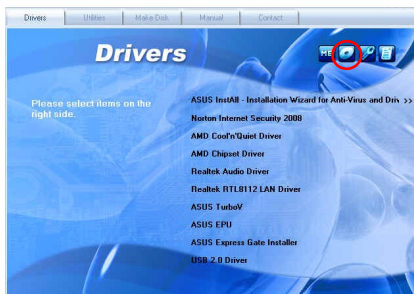 Drivers Utilities Make Disk Manual Contact
Drivers
ME
Please select items on the
right side.
ASUS InstAll - Installation Wizard for Anti-Virus and Driv >>
Norton Internet Security 2008
AMD Cool'n'Quiet Driver
AMD Chipset Driver
Realtek Audio Driver
Realtek RTL8112 LAN Driver
ASUS TurboV
ASUS EPU
ASUS Express Gate Installer
USB 2.0 Driver